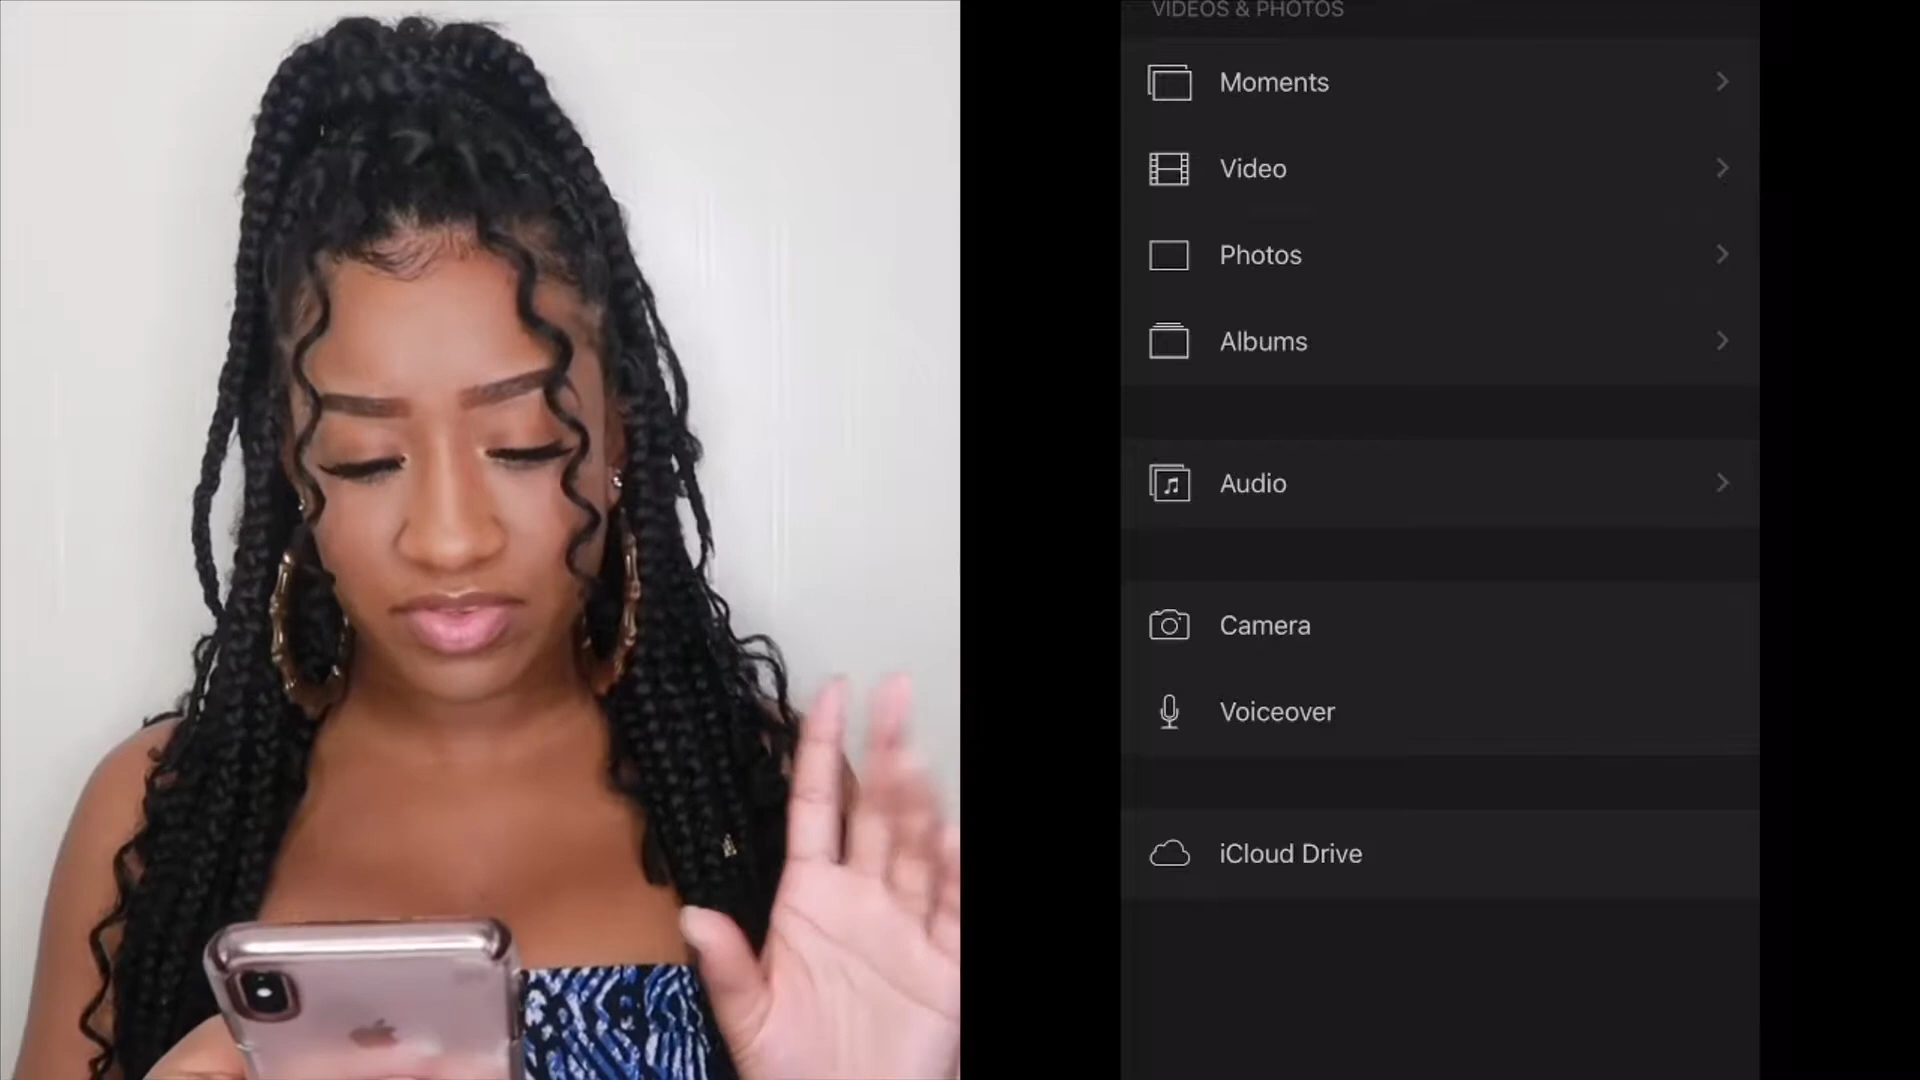 VIDEOS & PHOTOS
Moments
Video
Photos
Albums
Audio
Camera
Voiceover
iCloud Drive